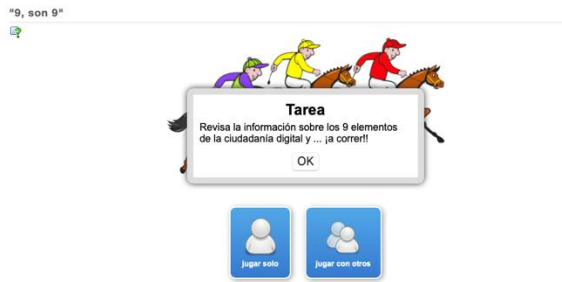 "9, son 9"
Tarea
Revisa la información sobre los 9 elementos
de la ciudadanía digital y ... ¡a correr!!
OK
jugar solo
jugar con otros